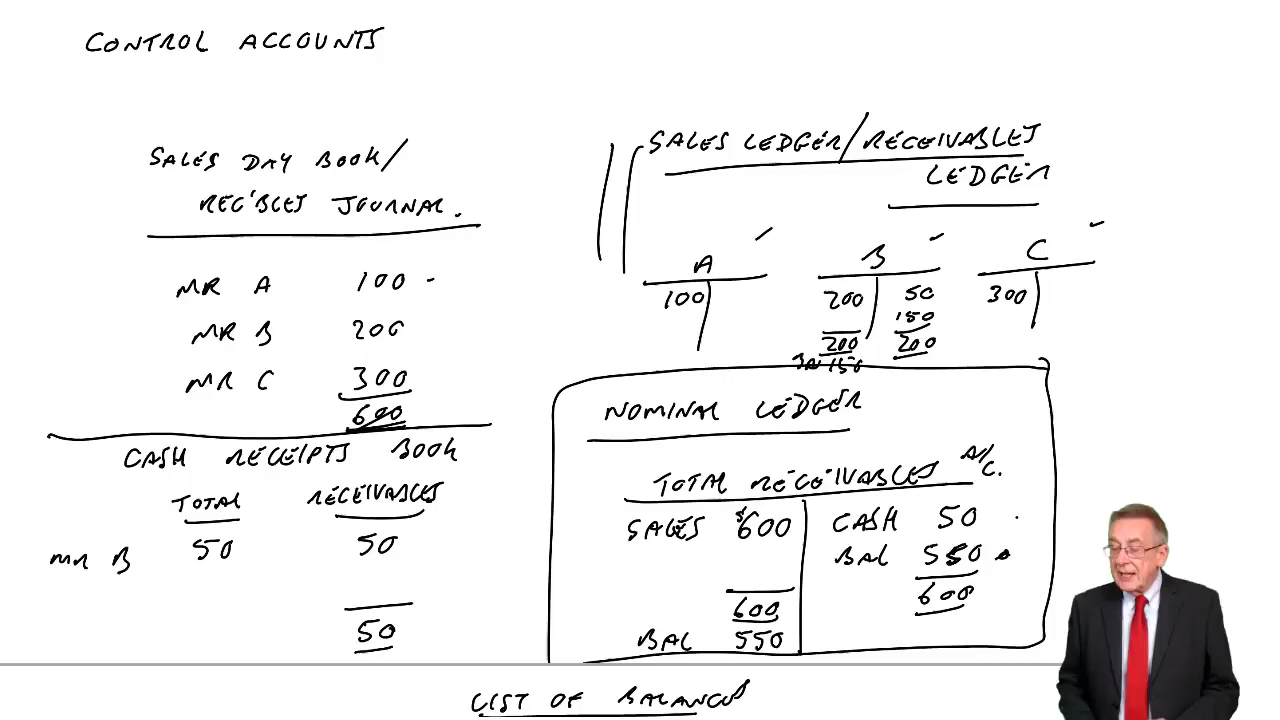 CONTROL ACCOUNTS
SALES DAY BOOK/
REC'BLES JOURNAL.
MR A 100
MR B 200
MR C 300
600
CASH RECEIPTS BOOK
TOTAL RECEIVABLES
MR B 50 50
50
SALES LEDGER/RECEIVABLES
LEDGER
A B C
100 200 50 300
150
200 200
BAL 150
NOMINAL LEDGER
TOTAL RECEIVABLES A/C.
SALES $600 CASH 50
BAL 550
600 600
BAL 550
LIST OF BALANCES